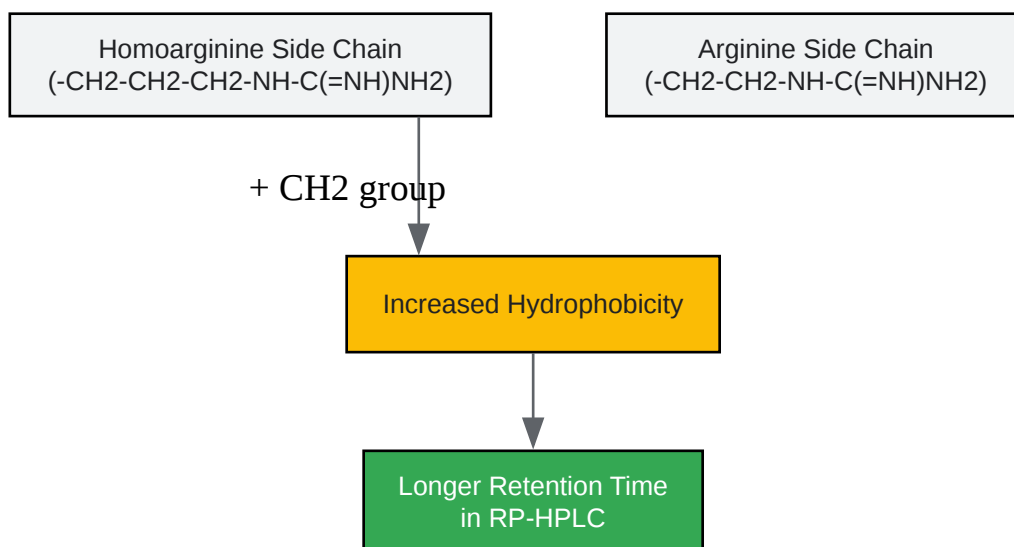 Homoarginine Side Chain
(-CH2-CH2-CH2-NH-C(=NH)NH2)
Arginine Side Chain
(-CH2-CH2-NH-C(=NH)NH2)
+ CH2 group
Increased Hydrophobicity
Longer Retention Time
in RP-HPLC